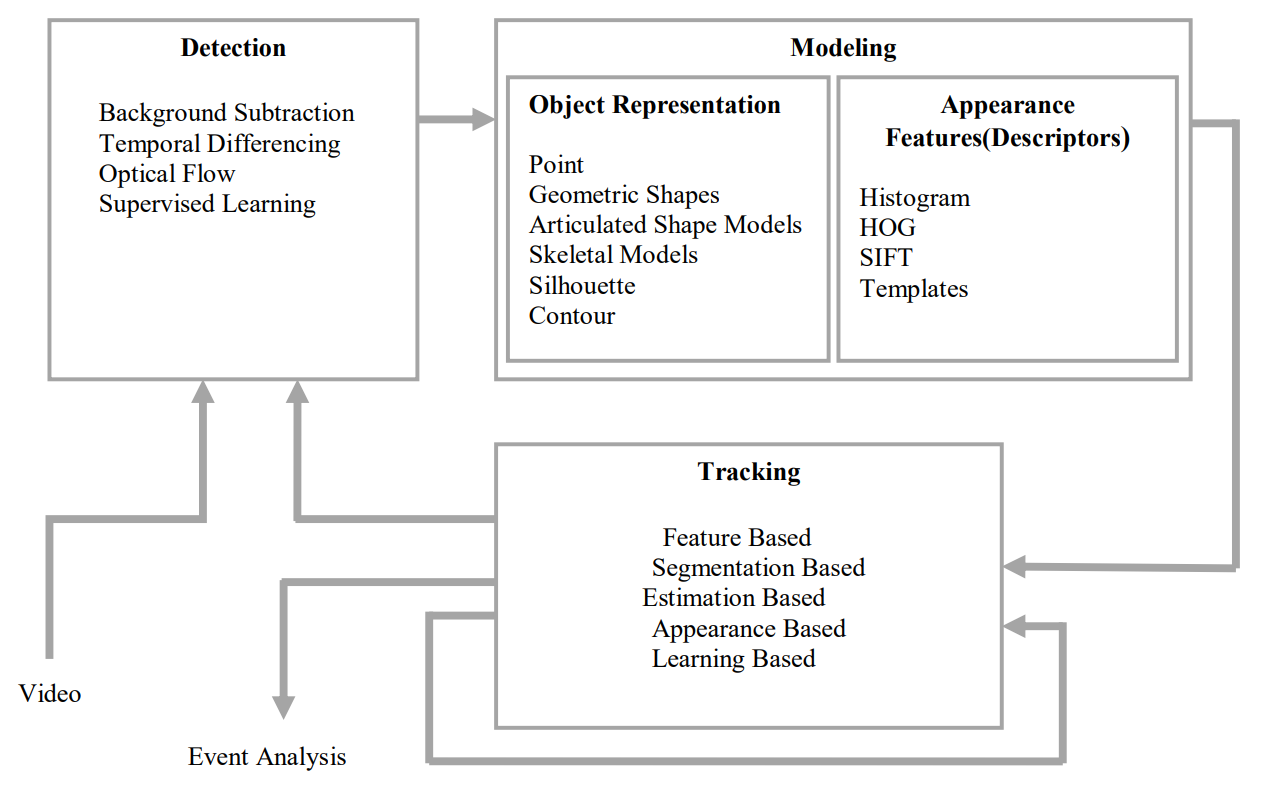 Detection
Background Subtraction
Temporal Differencing
Optical Flow
Supervised Learning
Modeling
Object Representation
Point
Geometric Shapes
Articulated Shape Models
Skeletal Models
Silhouette
Contour
Appearance
Features(Descriptors)
Histogram
HOG
SIFT
Templates
Tracking
Feature Based
Segmentation Based
Estimation Based
Appearance Based
Learning Based
Video
Event Analysis